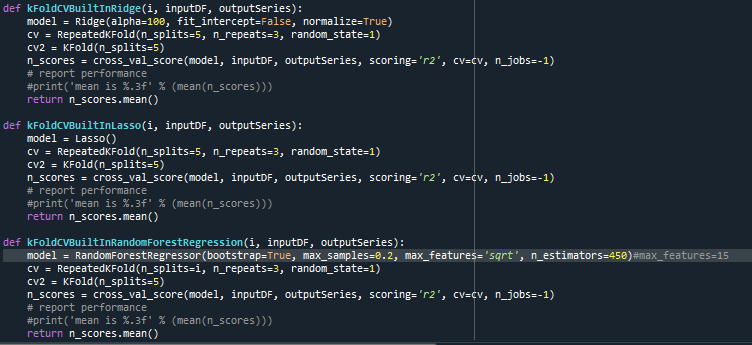 def kFoldCVBuiltInRidge(i, inputDF, outputSeries):
    model = Ridge(alpha=100, fit_intercept=False, normalize=True)
    cv = RepeatedKFold(n_splits=5, n_repeats=3, random_state=1)
    cv2 = KFold(n_splits=5)
    n_scores = cross_val_score(model, inputDF, outputSeries, scoring='r2', cv=cv, n_jobs=-1)
    # report performance
    #print('mean is %.3f' % (mean(n_scores)))
    return n_scores.mean()
def kFoldCVBuiltInLasso(i, inputDF, outputSeries):
    model = Lasso()
    cv = RepeatedKFold(n_splits=5, n_repeats=3, random_state=1)
    cv2 = KFold(n_splits=5)
    n_scores = cross_val_score(model, inputDF, outputSeries, scoring='r2', cv=cv, n_jobs=-1)
    # report performance
    #print('mean is %.3f' % (mean(n_scores)))
    return n_scores.mean()
def kFoldCVBuiltInRandomForestRegression(i, inputDF, outputSeries):
    model = RandomForestRegressor(bootstrap=True, max_samples=0.2, max_features='sqrt', n_estimators=450)#max_features=15
    cv = RepeatedKFold(n_splits=i, n_repeats=3, random_state=1)
    cv2 = KFold(n_splits=5)
    n_scores = cross_val_score(model, inputDF, outputSeries, scoring='r2', cv=cv, n_jobs=-1)
    # report performance
    #print('mean is %.3f' % (mean(n_scores)))
    return n_scores.mean()